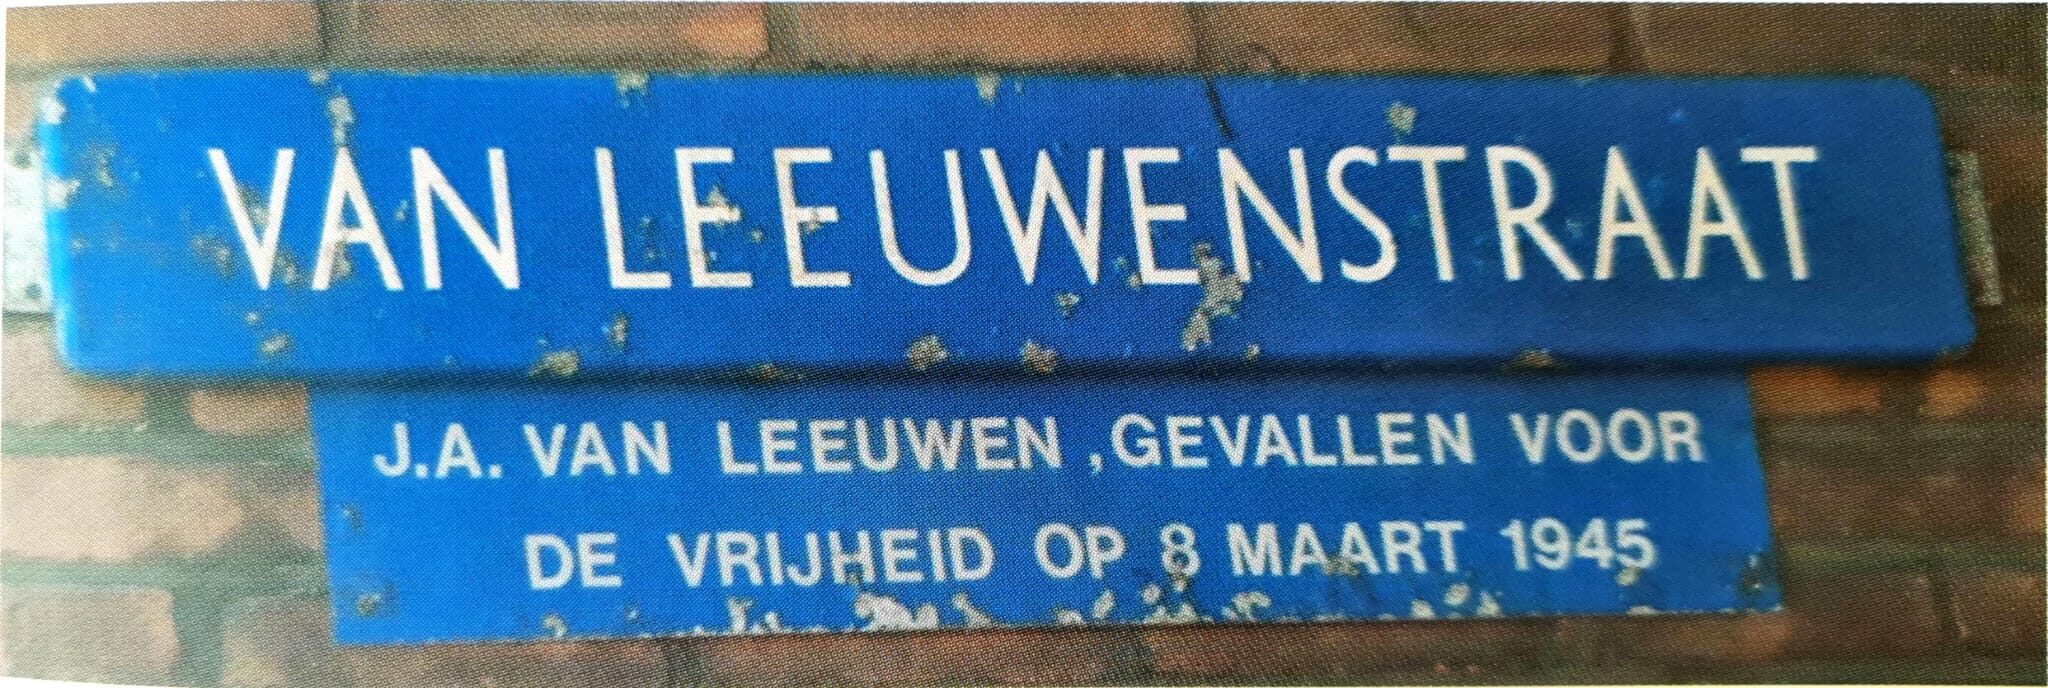 VAN LEEUWENSTRAAT
J.A. VAN LEEUWEN ,GEVALLEN VOOR
DE VRIJHEID OP 8 MAART 1945